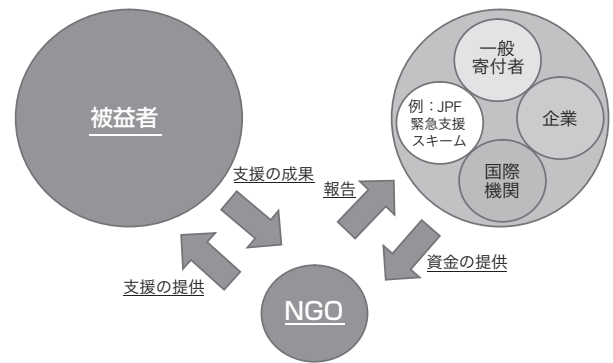 一般
寄付者
例：JPF
緊急支援
スキーム
企業
国際
機関
被益者
支援の成果
報告
支援の提供
資金の提供
NGO